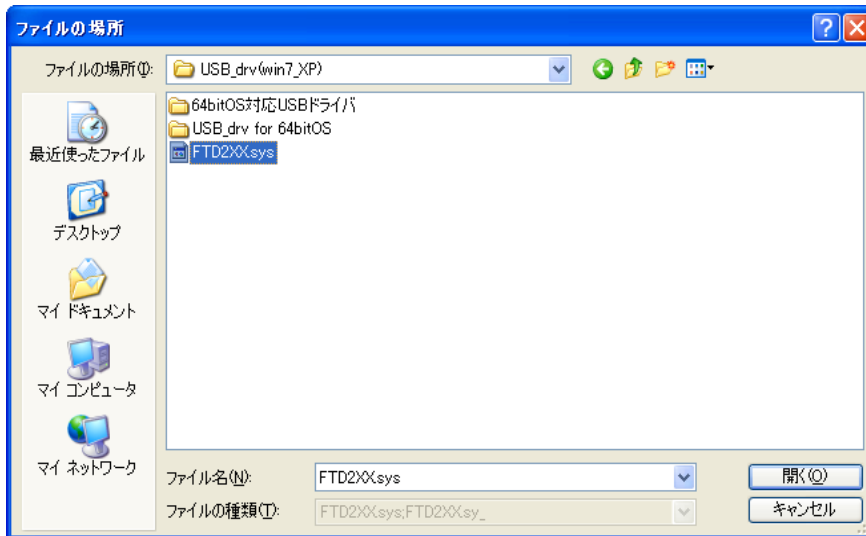 ファイルの場所
ファイルの場所(I):
USB_drv(win7_XP)
最近使ったファイル
デスクトップ
マイ ドキュメント
マイ コンピュータ
マイ ネットワーク
64bitOS対応USBドライバ
USB_drv for 64bitOS
FTD2XX.sys
ファイル名(N):
FTD2XX.sys
開く(O)
ファイルの種類(T):
FTD2XX.sys;FTD2XX.sy_
キャンセル